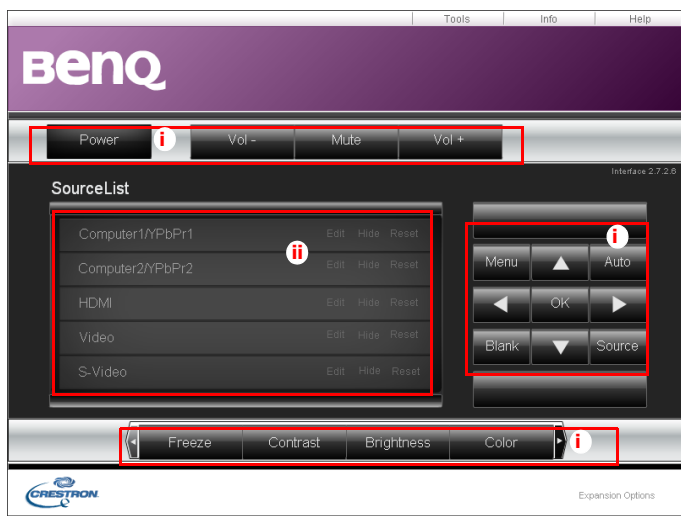 Tools Info Help
BenQ
Power i Vol - Mute Vol +
Interface 2.7.2.6
SourceList
Computer1/YPbPr1 Edit Hide Reset
Computer2/YPbPr2 Edit Hide Reset
HDMI Edit Hide Reset
Video Edit Hide Reset
S-Video Edit Hide Reset
ii
i
Menu Auto
OK
Blank Source
Freeze Contrast Brightness Color i
CRESTRON
Expansion Options